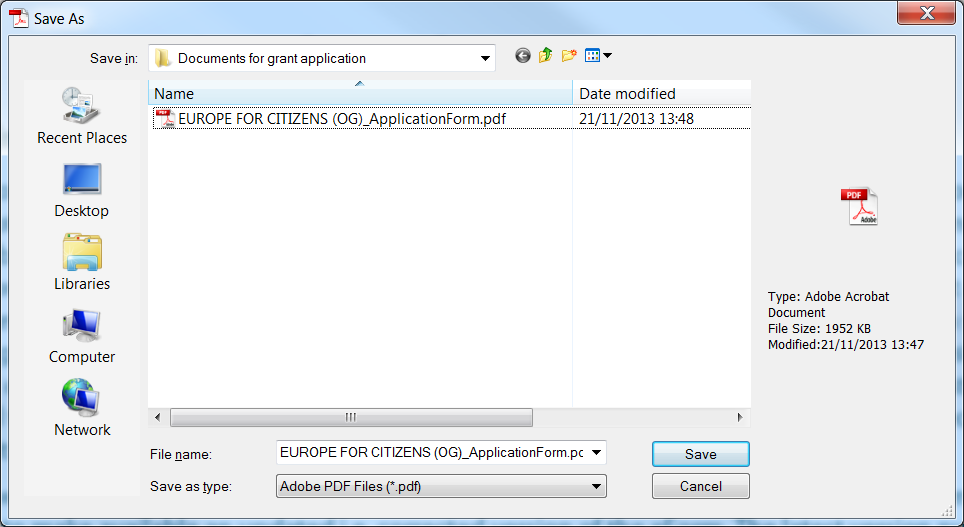 Save As
Save in: Documents for grant application
Name Date modified
EUROPE FOR CITIZENS (OG)_ApplicationForm.pdf 21/11/2013 13:48
Recent Places
Desktop
Libraries
Computer
Network
PDF
Adobe
Type: Adobe Acrobat
Document
File Size: 1952 KB
Modified:21/11/2013 13:47
File name: EUROPE FOR CITIZENS (OG)_ApplicationForm.pc Save
Save as type: Adobe PDF Files (*.pdf) Cancel